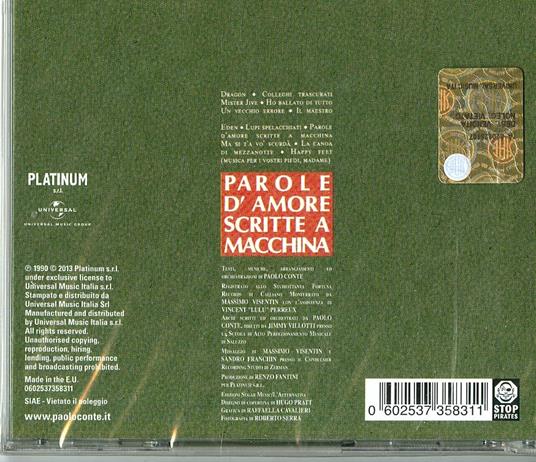 Dragon • Colleghi trascurati
Mister Jive • Ho ballato di tutto
Un vecchio errore • Il maestro
Eden • Lupi spelacchiati • Parole
d'amore scritte a macchina
Ma si t'a vo' scurdà • La canoa
di mezzanotte • Happy feet
(musica per i vostri piedi, madame)
PAROLE
D'AMORE
SCRITTE A
MACCHINA
Testi, musiche, arrangiamenti ed
orchestrazioni di PAOLO CONTE
Registrato allo Studiottanta Fortuna
Records di Cagliano Monferrato da
MASSIMO VISENTIN con l'assistenza di
VINCENT "LULU" PERREUX
Archi scritti ed orchestrati da PAOLO
CONTE, diretti da JIMMY VILLOTTI presso
la Scuola di Alto Perfezionamento Musicale
di Saluzzo
Missaggio di MASSIMO VISENTIN e
SANDRO FRANCHIN presso il Condulmer
Recording Studio di Zerman.
Produzione di RENZO FANTINI
per PLATINUM S.R.L.
Edizioni Sugar Music/L'Alternativa
Disegno di copertina di HUGO PRATT
Grafica di RAFFAELLA CAVALIERI
Fotografia di ROBERTO SERRA
PLATINUM
s.r.l.
UNIVERSAL
UNIVERSAL MUSIC GROUP
℗ 1990 © 2013 Platinum s.r.l.
under exclusive license to
Universal Music Italia s.r.l.
Stampato e distribuito da
Universal Music Italia Srl
Manufactured and distributed
by Universal Music Italia s.r.l.
All rights reserved.
Unauthorised copying,
reproduction, hiring,
lending, public performance
and broadcasting prohibited.
Made in the E.U.
0602537358311
SIAE - Vietato il noleggio
www.paoloconte.it
0 602537 358311
STOP
PIRATES